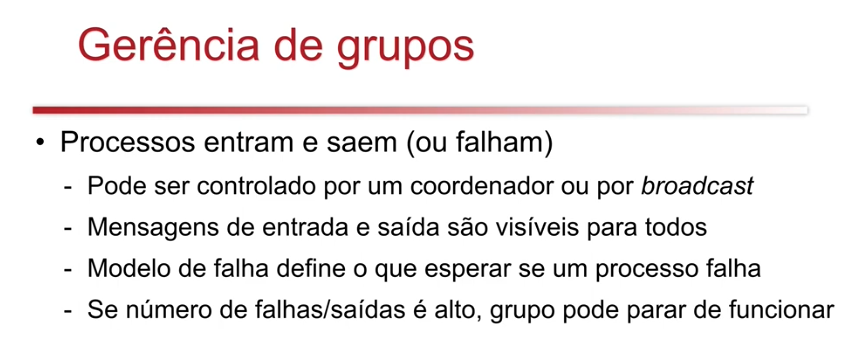 Gerência de grupos
• Processos entram e saem (ou falham)
- Pode ser controlado por um coordenador ou por broadcast
- Mensagens de entrada e saída são visíveis para todos
- Modelo de falha define o que esperar se um processo falha
- Se número de falhas/saídas é alto, grupo pode parar de funcionar